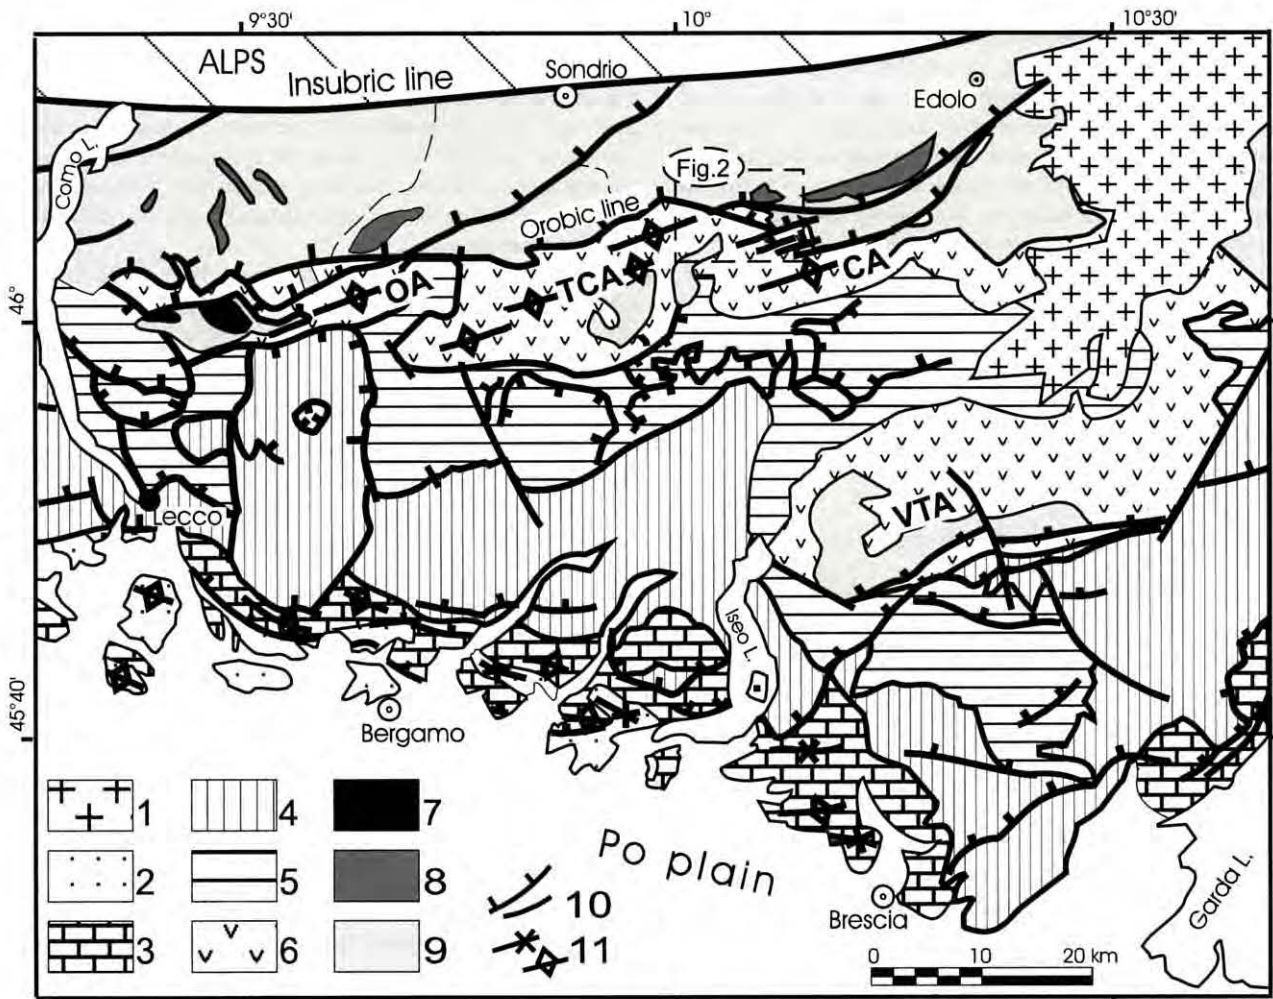 9°30'
10°
10°30'
ALPS
Insubric line
Sondrio
Edolo
Como L.
Fig.2
Orobic line
OA
TCA
CA
46°
Lecco
VTA
Iseo L.
45°40'
Bergamo
1
4
7
2
5
8
3
6
9
10
11
Po plain
Brescia
Garda L.
0 10 20 km